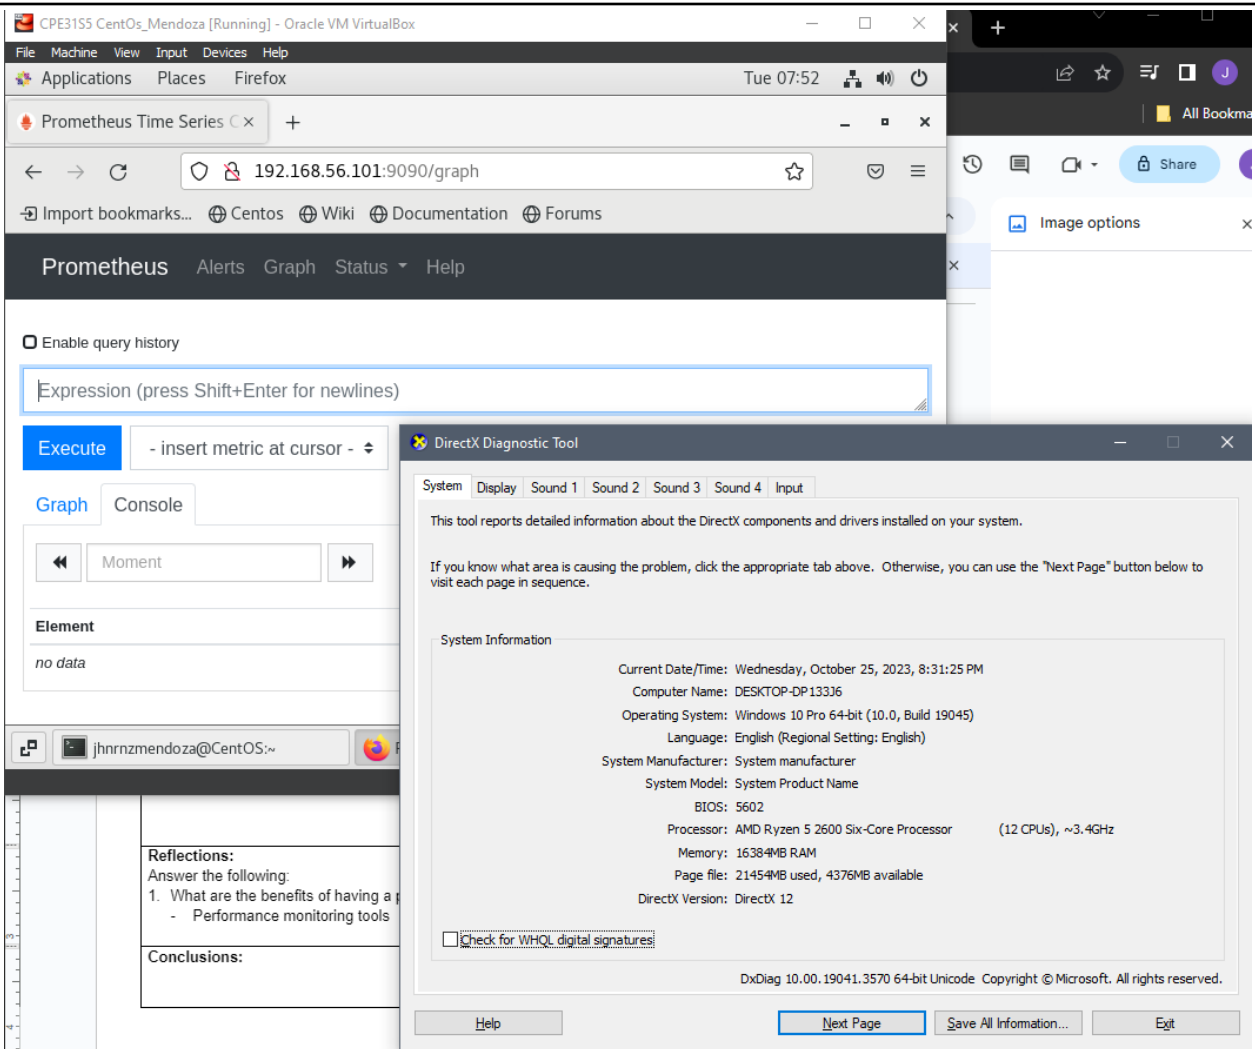 CPE31S5 CentOs_Mendoza [Running] - Oracle VM VirtualBox
File Machine View Input Devices Help
Applications Places Firefox Tue 07:52
Prometheus Time Series
192.168.56.101:9090/graph
Import bookmarks... Centos Wiki Documentation Forums
Prometheus Alerts Graph Status Help
Enable query history
Expression (press Shift+Enter for newlines)
Execute - insert metric at cursor -
Graph Console
Moment
Element
no data
jhnrnzmendoza@CentOS:~
J
All Bookma
Share
Image options
Reflections:
Answer the following:
1. What are the benefits of having a
- Performance monitoring tools
Conclusions:
DirectX Diagnostic Tool
System Display Sound 1 Sound 2 Sound 3 Sound 4 Input
This tool reports detailed information about the DirectX components and drivers installed on your system.
If you know what area is causing the problem, click the appropriate tab above. Otherwise, you can use the "Next Page" button below to
visit each page in sequence.
System Information
Current Date/Time: Wednesday, October 25, 2023, 8:31:25 PM
Computer Name: DESKTOP-DP133J6
Operating System: Windows 10 Pro 64-bit (10.0, Build 19045)
Language: English (Regional Setting: English)
System Manufacturer: System manufacturer
System Model: System Product Name
BIOS: 5602
Processor: AMD Ryzen 5 2600 Six-Core Processor (12 CPUs), ~3.4GHz
Memory: 16384MB RAM
Page file: 21454MB used, 4376MB available
DirectX Version: DirectX 12
Check for WHQL digital signatures
DxDiag 10.00.19041.3570 64-bit Unicode Copyright © Microsoft. All rights reserved.
Help Next Page Save All Information... Exit